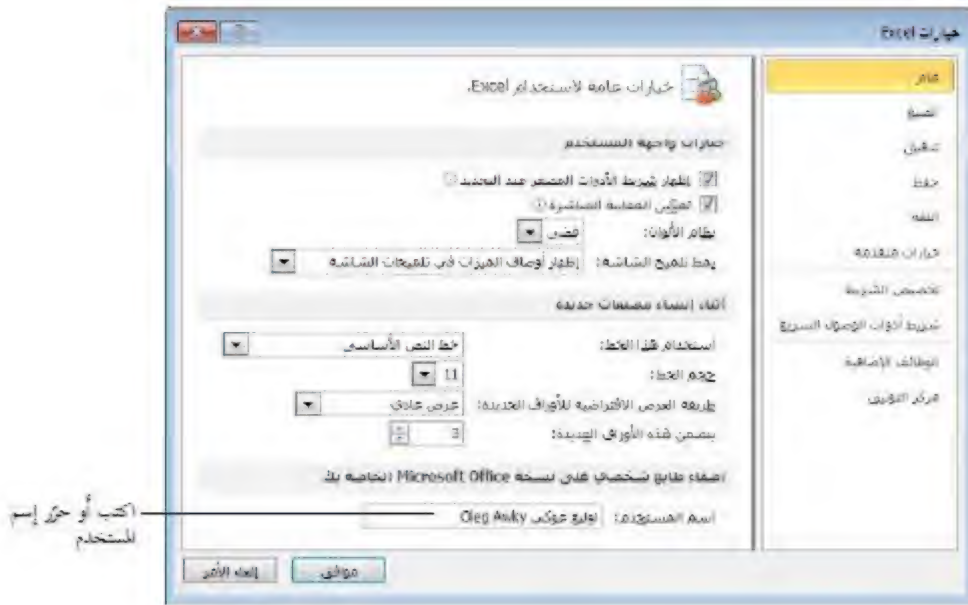 خيارات Excel
عام
الصيغ
تدقيق
حفظ
اللغة
خيارات متقدمة
تخصيص الشريط
شريط أدوات الوصول السريع
الوظائف الإضافية
مركز التوثيق
خيارات عامة لاستخدام Excel.
خيارات واجهة المستخدم
إظهار شريط الأدوات المصغر عند التحديد
تمكين المعاينة المباشرة
نظام الألوان: فضي
نمط تلميح الشاشة: إظهار أوصاف الميزات في تلميحات الشاشة
أثناء إنشاء مصنفات جديدة
استخدام هذا الخط: خط النص الأساسي
حجم الخط: 11
طريقة العرض الافتراضية للأوراق الجديدة: عرض عادي
يتضمن هذه الأوراق العديدة: 3
إضفاء طابع شخصي على نسخة Microsoft Office الخاصة بك
اسم المستخدم: Oleg Awky
اكتب أو حرّر إسم
المستخدم
موافق
إلغاء الأمر